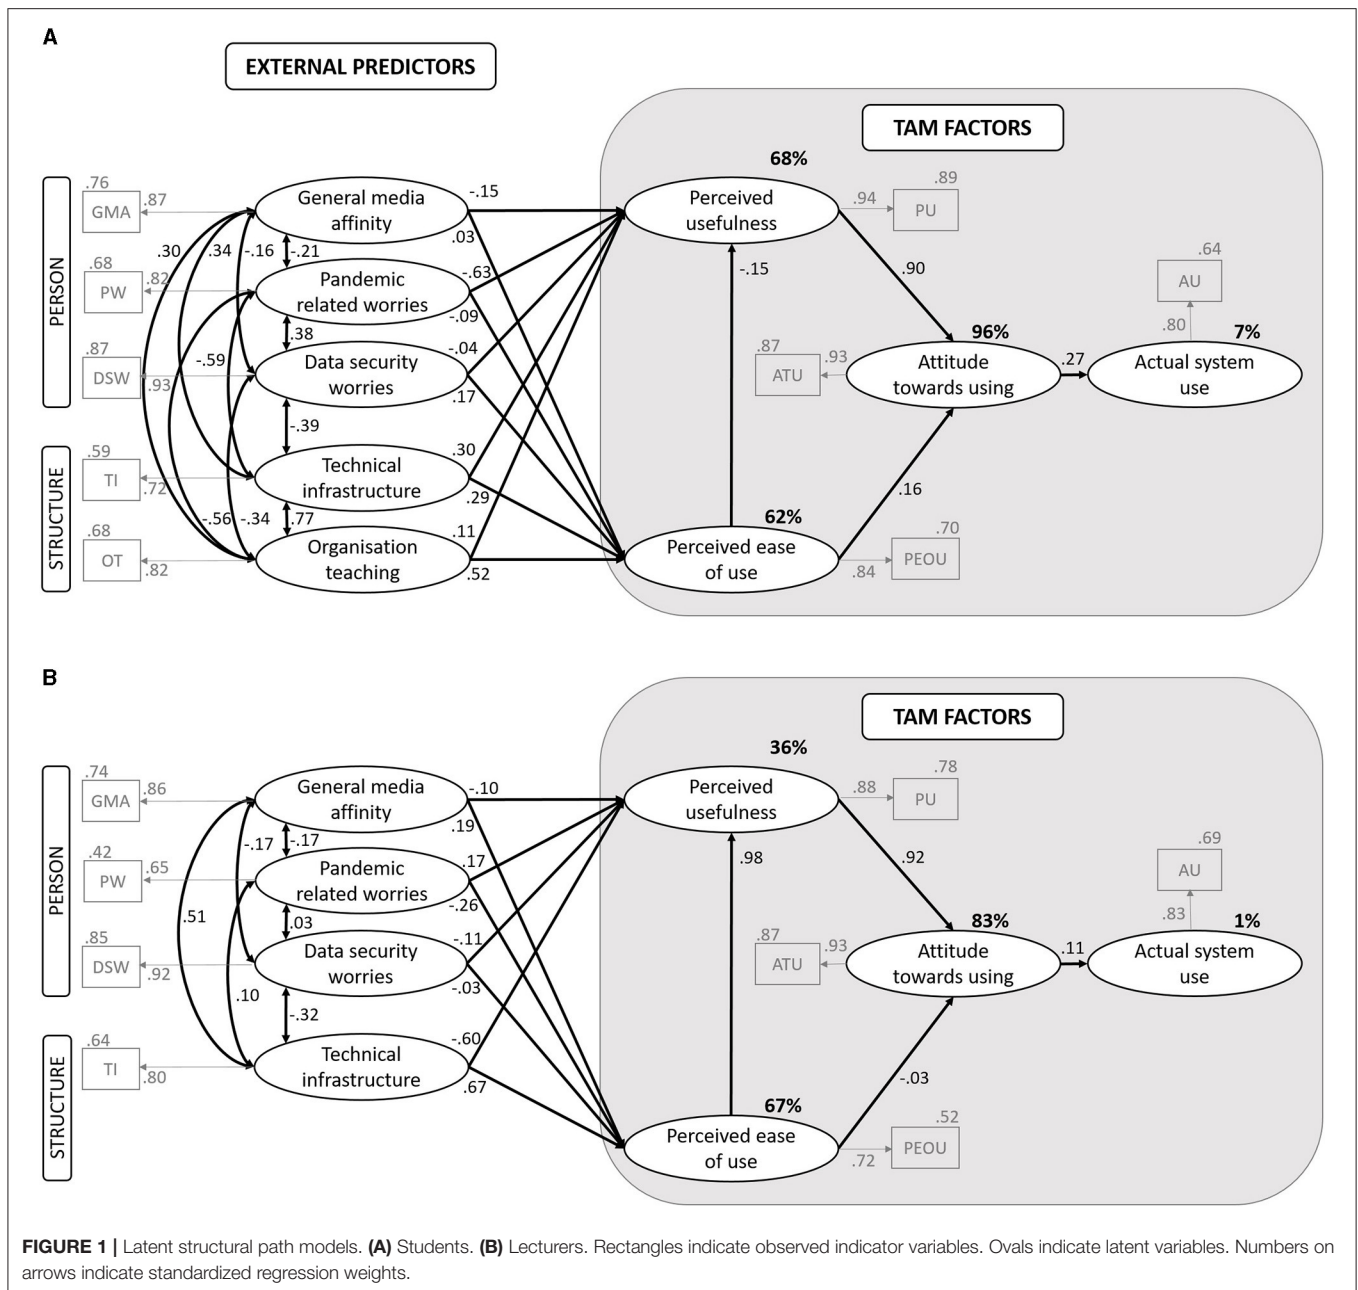 A
EXTERNAL PREDICTORS
TAM FACTORS
PERSON
STRUCTURE
.76
GMA
.87
.68
PW
.82
.87
DSW
.93
.59
TI
.72
.68
OT
.82
.30
.34
-.16
-.21
.38
-.59
-.39
-.56
-.34
.77
General media
affinity
Pandemic
related worries
Data security
worries
Technical
infrastructure
Organisation
teaching
-.15
.03
-.63
-.09
-.04
.17
.30
.29
.11
.52
68%
Perceived
usefulness
.94
.89
PU
-.15
.90
62%
Perceived ease
of use
.84
.70
PEOU
.16
.87
ATU
.93
96%
Attitude
towards using
.27
.64
AU
.80
7%
Actual system
use
B
TAM FACTORS
PERSON
STRUCTURE
.74
GMA
.86
.42
PW
.65
.85
DSW
.92
.64
TI
.80
.51
-.17
-.17
.03
.10
-.32
General media
affinity
Pandemic
related worries
Data security
worries
Technical
infrastructure
-.10
.19
.17
-.26
-.11
-.03
-.60
.67
36%
Perceived
usefulness
.88
.78
PU
.98
.92
67%
Perceived ease
of use
.72
.52
PEOU
-.03
.87
ATU
.93
83%
Attitude
towards using
.11
.69
AU
.83
1%
Actual system
use
FIGURE 1 | Latent structural path models. (A) Students. (B) Lecturers. Rectangles indicate observed indicator variables. Ovals indicate latent variables. Numbers on
arrows indicate standardized regression weights.